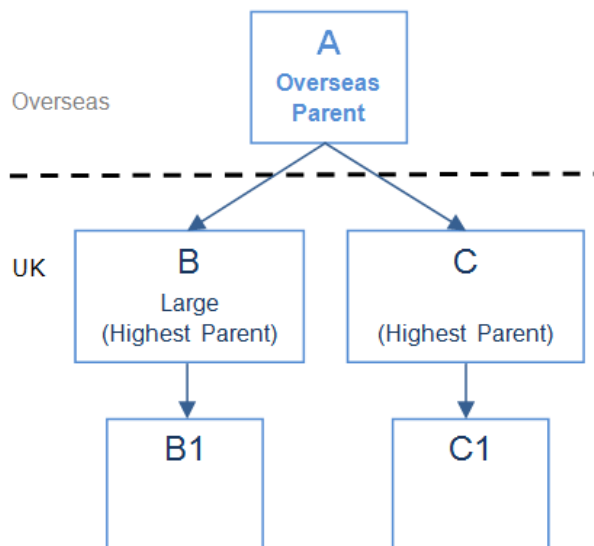 A
Overseas
Parent
Overseas
UK
B
Large
(Highest Parent)
C
(Highest Parent)
B1
C1